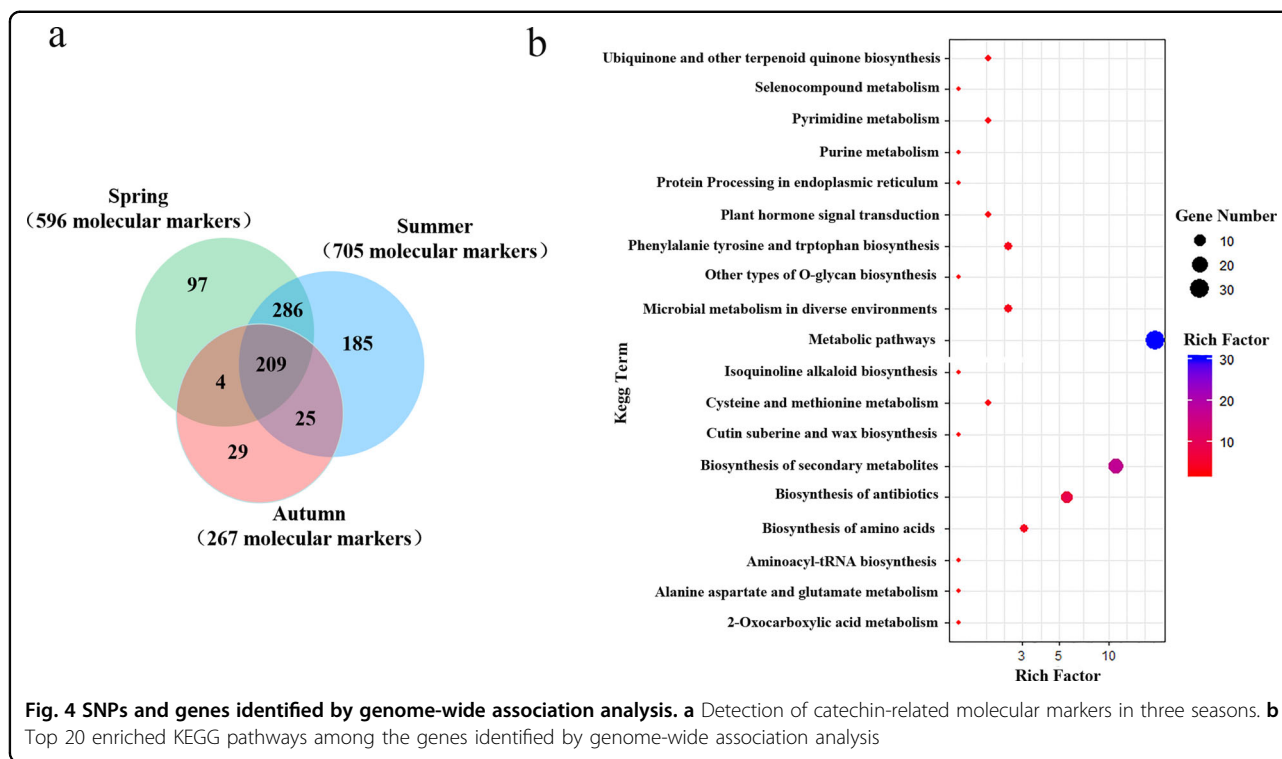 a
Spring
(596 molecular markers）
Summer
（705 molecular markers）
97
286
185
209
4
25
29
Autumn
（267 molecular markers）
b
Kegg Term
Ubiquinone and other terpenoid quinone biosynthesis
Selenocompound metabolism
Pyrimidine metabolism
Purine metabolism
Protein Processing in endoplasmic reticulum
Plant hormone signal transduction
Phenylalanie tyrosine and trptophan biosynthesis
Other types of O-glycan biosynthesis
Microbial metabolism in diverse environments
Metabolic pathways
Isoquinoline alkaloid biosynthesis
Cysteine and methionine metabolism
Cutin suberine and wax biosynthesis
Biosynthesis of secondary metabolites
Biosynthesis of antibiotics
Biosynthesis of amino acids
Aminoacyl-tRNA biosynthesis
Alanine aspartate and glutamate metabolism
2-Oxocarboxylic acid metabolism
3 5 10
Rich Factor
Gene Number
10
20
30
Rich Factor
30
20
10
Fig. 4 SNPs and genes identified by genome-wide association analysis. a Detection of catechin-related molecular markers in three seasons. b
Top 20 enriched KEGG pathways among the genes identified by genome-wide association analysis